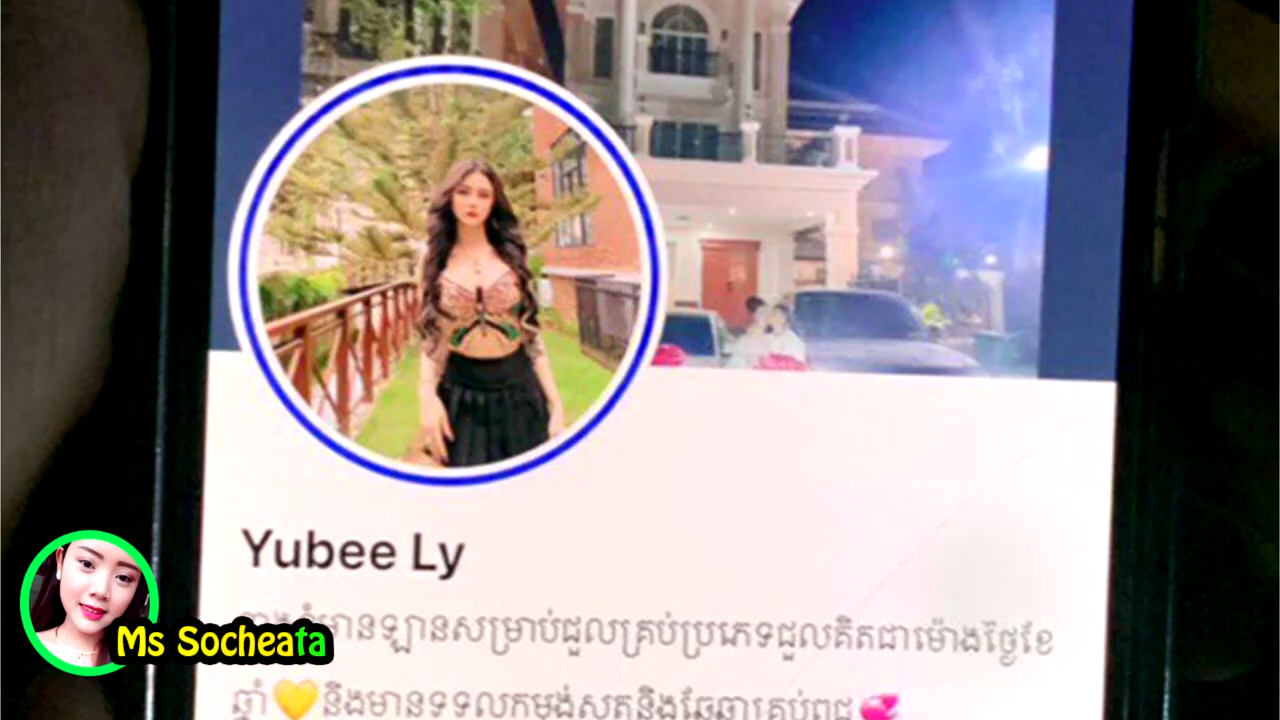 Yubee Ly
Ms Socheata
មានឡានសម្រាប់ជួលគ្រប់ប្រភេទជួលគិតជាម៉ោងថ្ងៃខែ
ឆ្នាំ💛និងមានទទួល